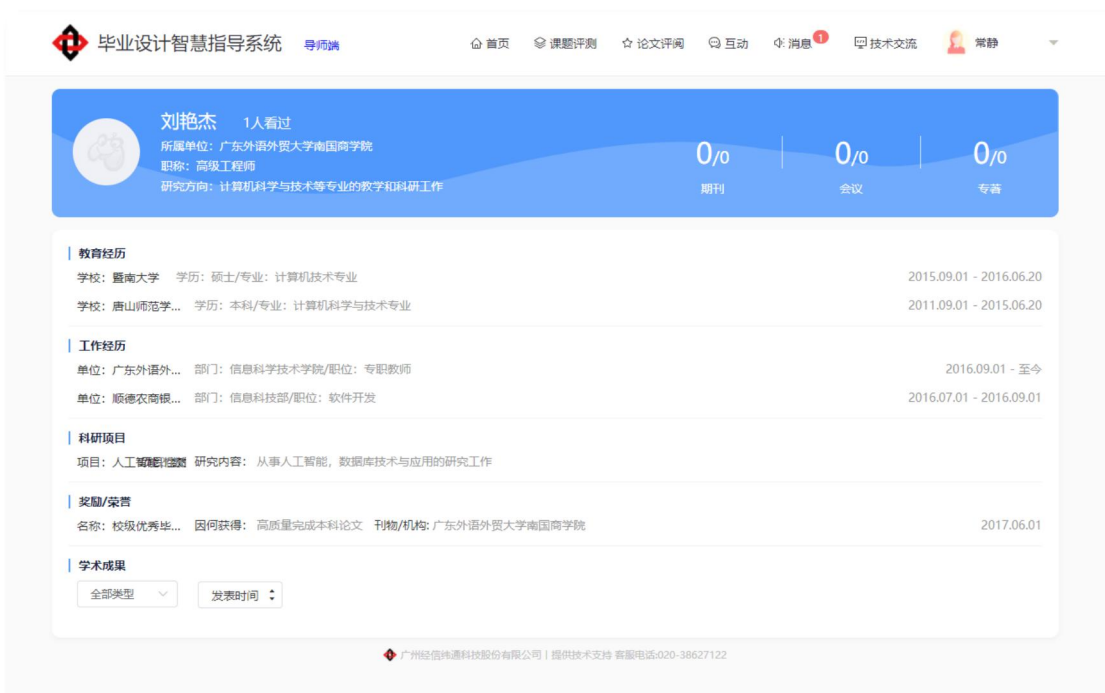 毕业设计智慧指导系统 导师端 首页 课题评测 论文评阅 互动 消息 1 技术交流 常静
刘艳杰 1人看过
所属单位：广东外语外贸大学南国商学院
职称：高级工程师
研究方向：计算机科学与技术等专业的教学和科研工作
0/0 0/0 0/0
期刊 会议 专著
教育经历
学校：暨南大学 学历：硕士/专业：计算机技术专业 2015.09.01 - 2016.06.20
学校：唐山师范学... 学历：本科/专业：计算机科学与技术专业 2011.09.01 - 2015.06.20
工作经历
单位：广东外语外... 部门：信息科学技术学院/职位：专职教师 2016.09.01 - 至今
单位：顺德农商银... 部门：信息科技部/职位：软件开发 2016.07.01 - 2016.09.01
科研项目
项目：人工 研究内容： 从事人工智能，数据库技术与应用的研究工作
奖励/荣誉
名称：校级优秀毕... 因何获得： 高质量完成本科论文 刊物/机构: 广东外语外贸大学南国商学院 2017.06.01
学术成果
全部类型 发表时间
广州经信纬通科技股份有限公司 | 提供技术支持 客服电话:020-38627122